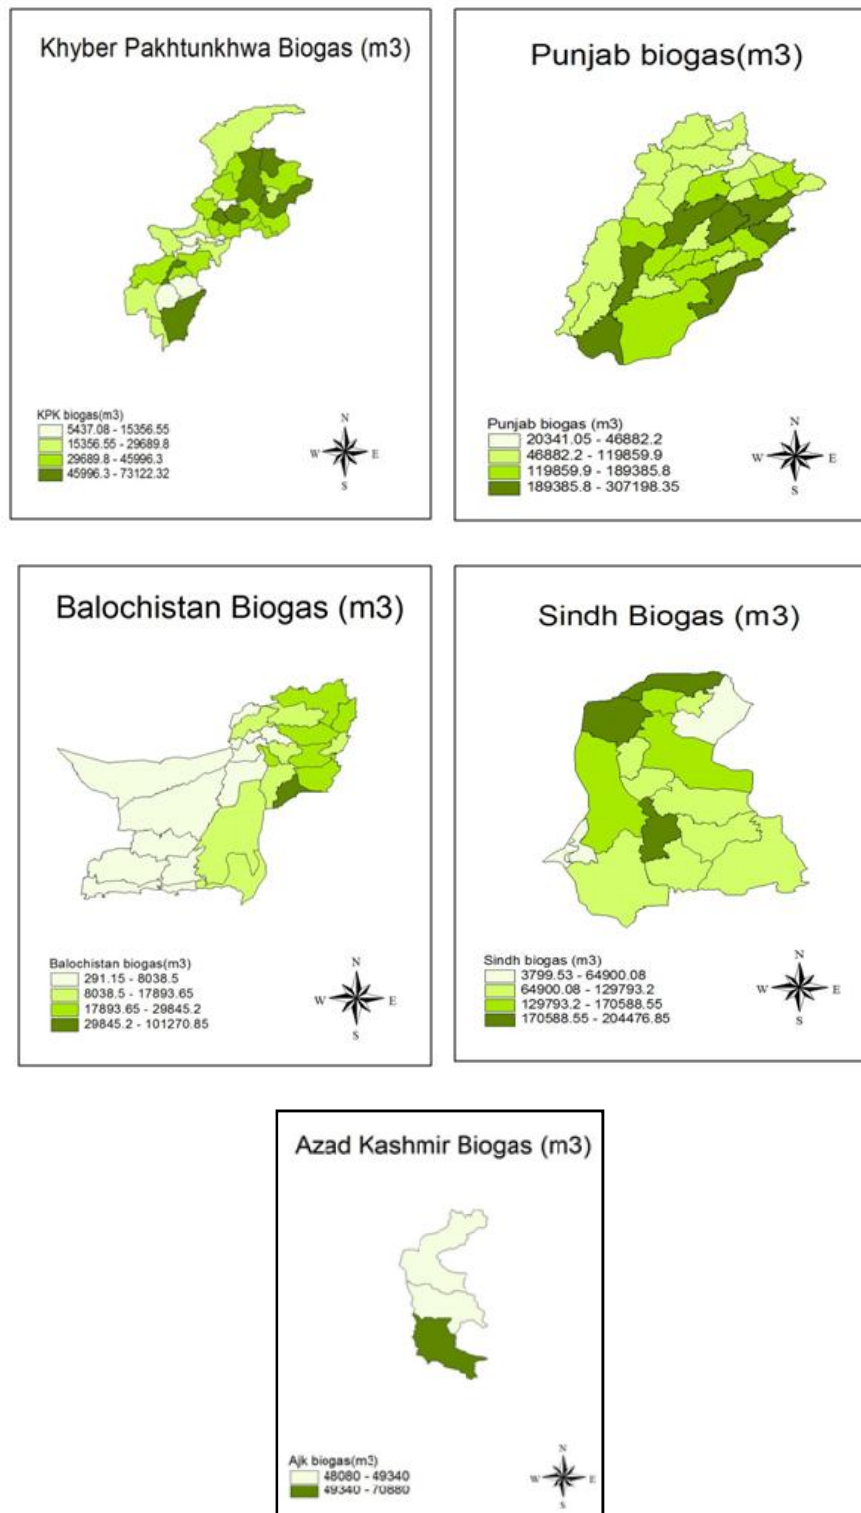 Khyber Pakhtunkhwa Biogas (m3)
N
W E
S
KPK biogas(m3)
5437.08 - 15356.55
15356.55 - 29689.8
29689.8 - 45996.3
45996.3 - 73122.32
Punjab biogas(m3)
N
W E
S
Punjab biogas (m3)
20341.05 - 46882.2
46882.2 - 119859.9
119859.9 - 189385.8
189385.8 - 307198.35
Balochistan Biogas (m3)
N
W E
S
Balochistan biogas(m3)
291.15 - 8038.5
8038.5 - 17893.65
17893.65 - 29845.2
29845.2 - 101270.85
Sindh Biogas (m3)
N
W E
S
Sindh biogas (m3)
3799.53 - 64900.08
64900.08 - 129793.2
129793.2 - 170588.55
170588.55 - 204476.85
Azad Kashmir Biogas (m3)
N
W E
S
Ajk biogas(m3)
48080 - 49340
49340 - 70880